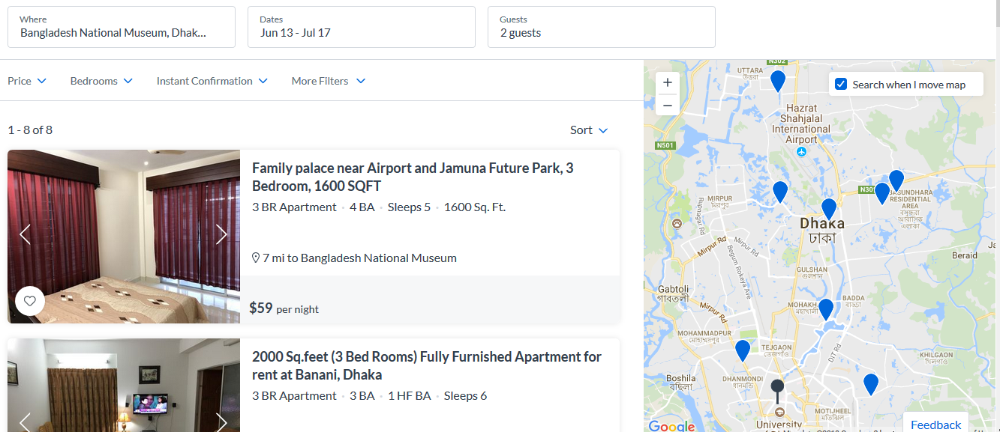 Where
Bangladesh National Museum, Dhak...
Dates
Jun 13 - Jul 17
Guests
2 guests
Price
Bedrooms
Instant Confirmation
More Filters
1 - 8 of 8
Sort
Family palace near Airport and Jamuna Future Park, 3
Bedroom, 1600 SQFT
3 BR Apartment · 4 BA · Sleeps 5 · 1600 Sq. Ft.
7 mi to Bangladesh National Museum
$59 per night
2000 Sq.feet (3 Bed Rooms) Fully Furnished Apartment for
rent at Banani, Dhaka
3 BR Apartment · 3 BA · 1 HF BA · Sleeps 6
+
−
Search when I move map
N302
UTTARA
উত্তরা
Hazrat
Shahjalal
International
Airport
N501
MIRPUR
মিরপুর
Rupnagar Rd
Mirpur Rd
Mirpur Rd
Begum Rokeya Ave
Dhaka
ঢাকা
BASUNDHARA
RESIDENTIAL
AREA
বসুন্ধরা
আবাসিক
এলাকা
Beraid
GULSHAN
গুলশান
Gabtoli
গাবতলী
Mirpur Rd
BADDA
বাড্ডা
MOHAKH
মহাখালী
MOHAMMADPUR
মোহাম্মদপুর
TEJGAON
তেজগাঁও
DIT Rd
KHILGAON
খিলগাঁও
Boshila
বছিলা
DHANMONDI
ধানমন্ডি
MOTIJHEEL
মতিঝিল
University
Google
Feedback